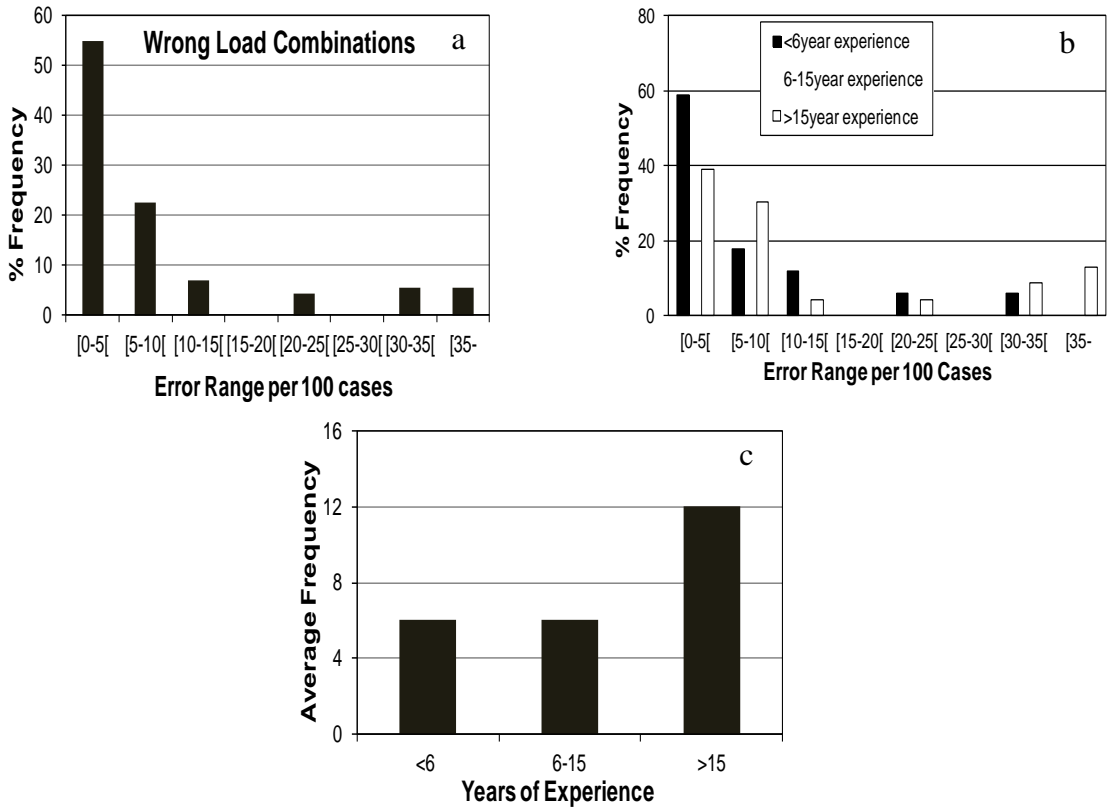 60
50
40
30
20
10
0
% Frequency
Wrong Load Combinations
a
[0-5[ [5-10[ [10-15[ [15-20[ [20-25[ [25-30[ [30-35[ [35-
Error Range per 100 cases
80
60
40
20
0
% Frequency
<6year experience
6-15year experience
>15year experience
b
[0-5[ [5-10[ [10-15[ [15-20[ [20-25[ [25-30[ [30-35[ [35-
Error Range per 100 Cases
16
12
8
4
0
Average Frequency
c
<6 6-15 >15
Years of Experience